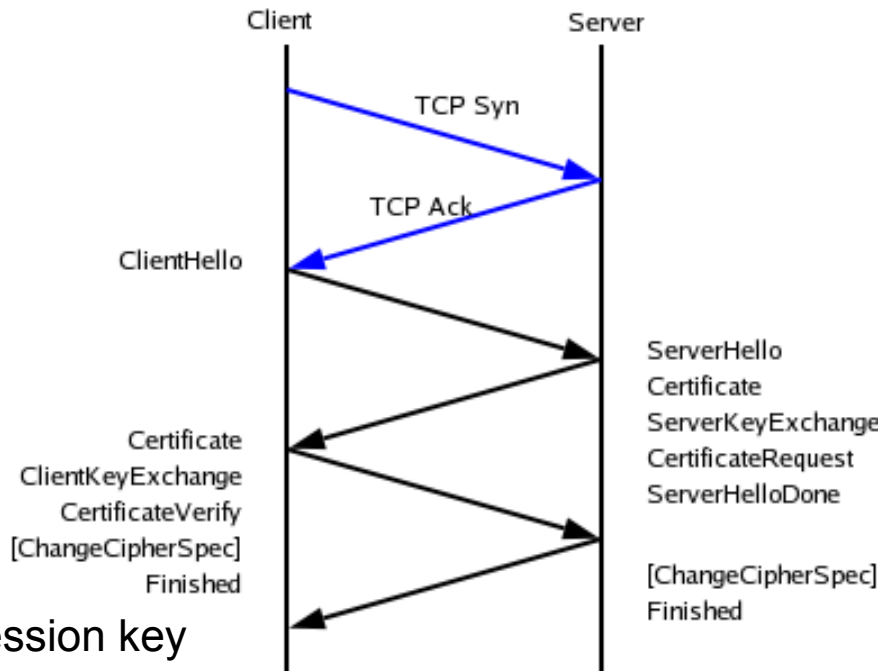 Client
Server
TCP Syn
TCP Ack
ClientHello
ServerHello
Certificate
ServerKeyExchange
CertificateRequest
ServerHelloDone
Certificate
ClientKeyExchange
CertificateVerify
[ChangeCipherSpec]
Finished
[ChangeCipherSpec]
Finished
ession key